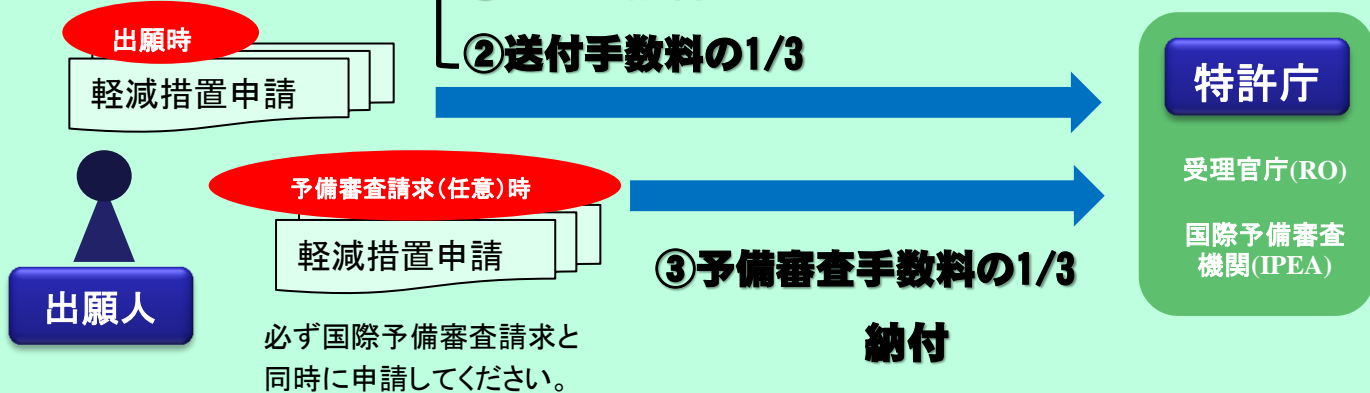 出願時
軽減措置申請
②送付手数料の1/3
特許庁
受理官庁(RO)
国際予備審査
機関(IPEA)
予備審査請求(任意)時
軽減措置申請
③予備審査手数料の1/3
納付
出願人
必ず国際予備審査請求と
同時に申請してください。